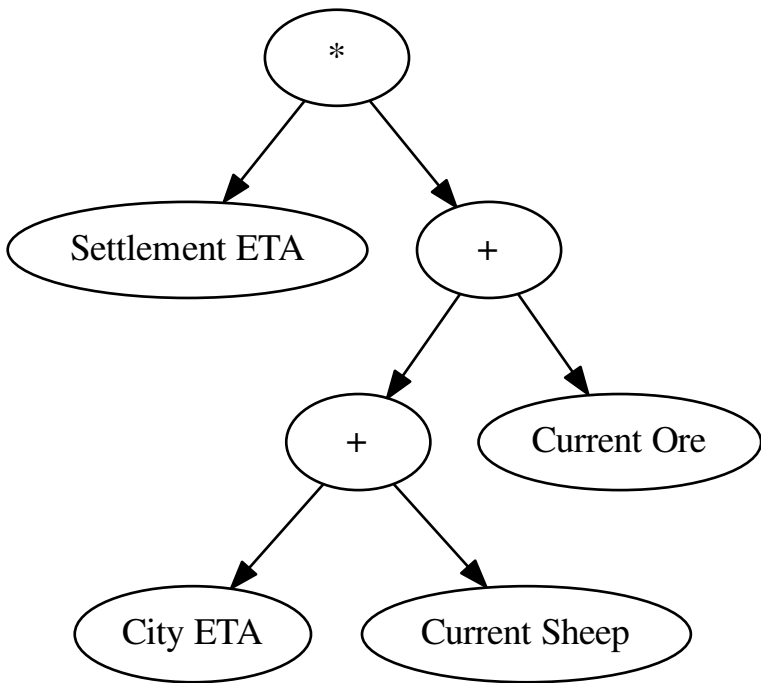 *
Settlement ETA
+
+
Current Ore
City ETA
Current Sheep